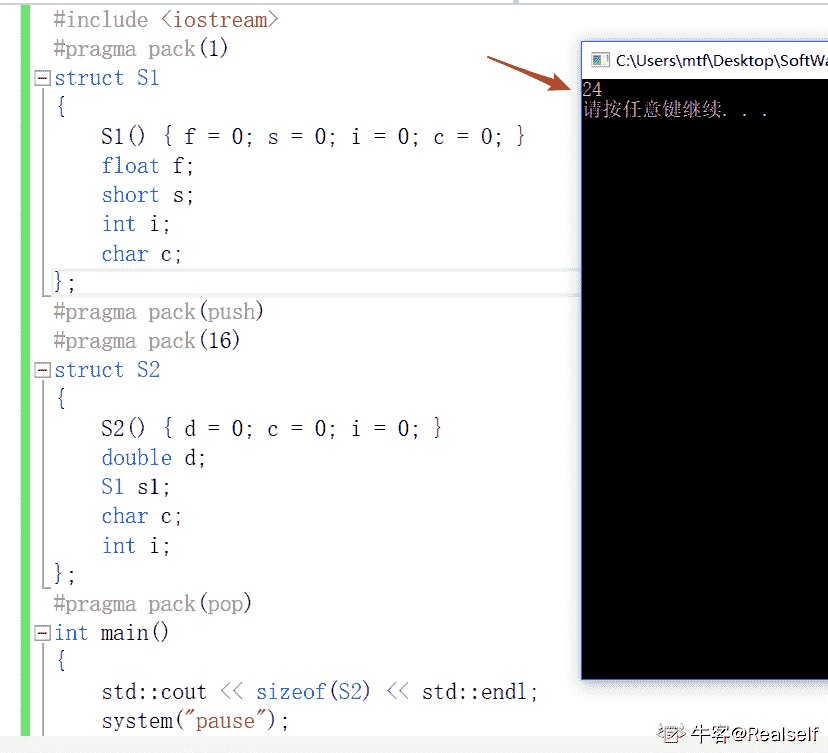 #include <iostream>
#pragma pack(1)
struct S1
{
S1() { f = 0; s = 0; i = 0; c = 0; }
float f;
short s;
int i;
char c;
};
#pragma pack(push)
#pragma pack(16)
struct S2
{
S2() { d = 0; c = 0; i = 0; }
double d;
S1 s1;
char c;
int i;
};
#pragma pack(pop)
int main()
{
std::cout << sizeof(S2) << std::endl;
system("pause");
C:\Users\mtf\Desktop\SoftWa
24
请按任意键继续. . .
牛客@Realself